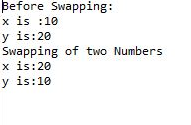 Before Swapping:
x is :10
y is:20
Swapping of two Numbers
x is:20
y is:10